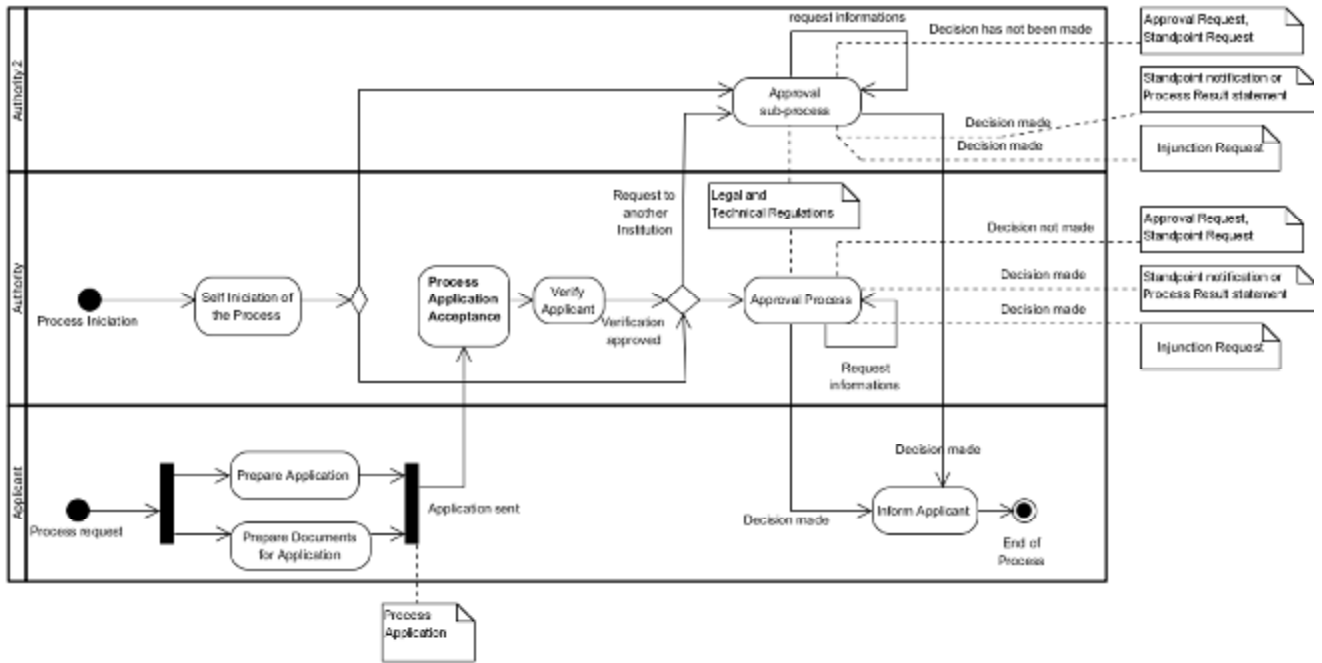 Authority 2
request informations
Decision has not been made
Approval
sub-process
Decision made
Decision made
Approval Request,
Standpoint Request
Standpoint notification or
Process Result statement
Injunction Request
Authority
Process Iniciation
Self Iniciation of
the Process
Process
Application
Acceptance
Verify
Applicant
Verification
approved
Request to
another
Institution
Legal and
Technical Regulations
Approval Process
Request
informations
Decision not made
Decision made
Decision made
Approval Request,
Standpoint Request
Standpoint notification or
Process Result statement
Injunction Request
Applicant
Process request
Prepare Application
Prepare Documents
for Application
Application sent
Process
Application
Decision made
Decision made
Inform Applicant
End of
Process